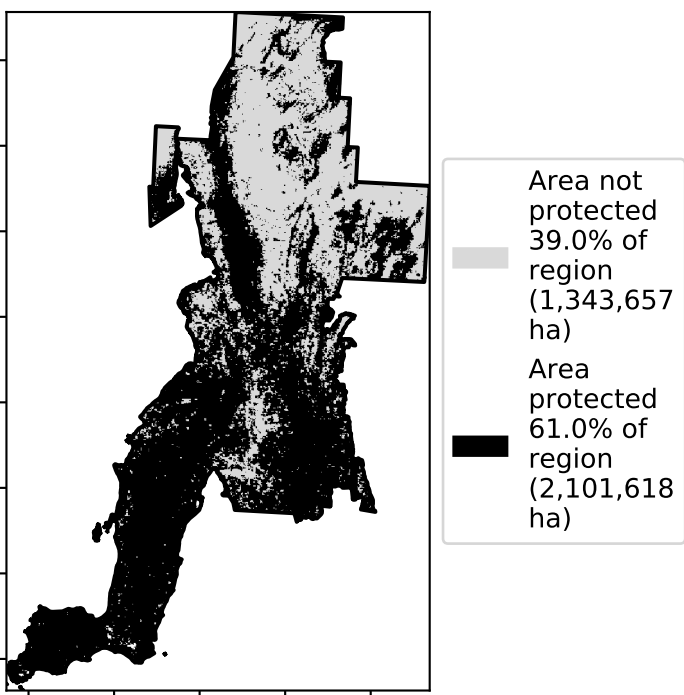 Area not
protected
39.0% of
region
(1,343,657
ha)
Area
protected
61.0% of
region
(2,101,618
ha)